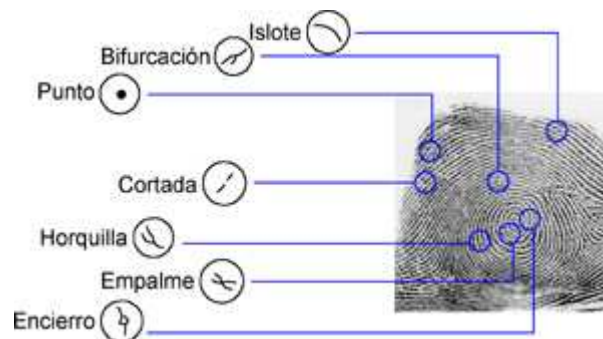 Islote
Bifurcación
Punto
Cortada
Horquilla
Empalme
Encierro